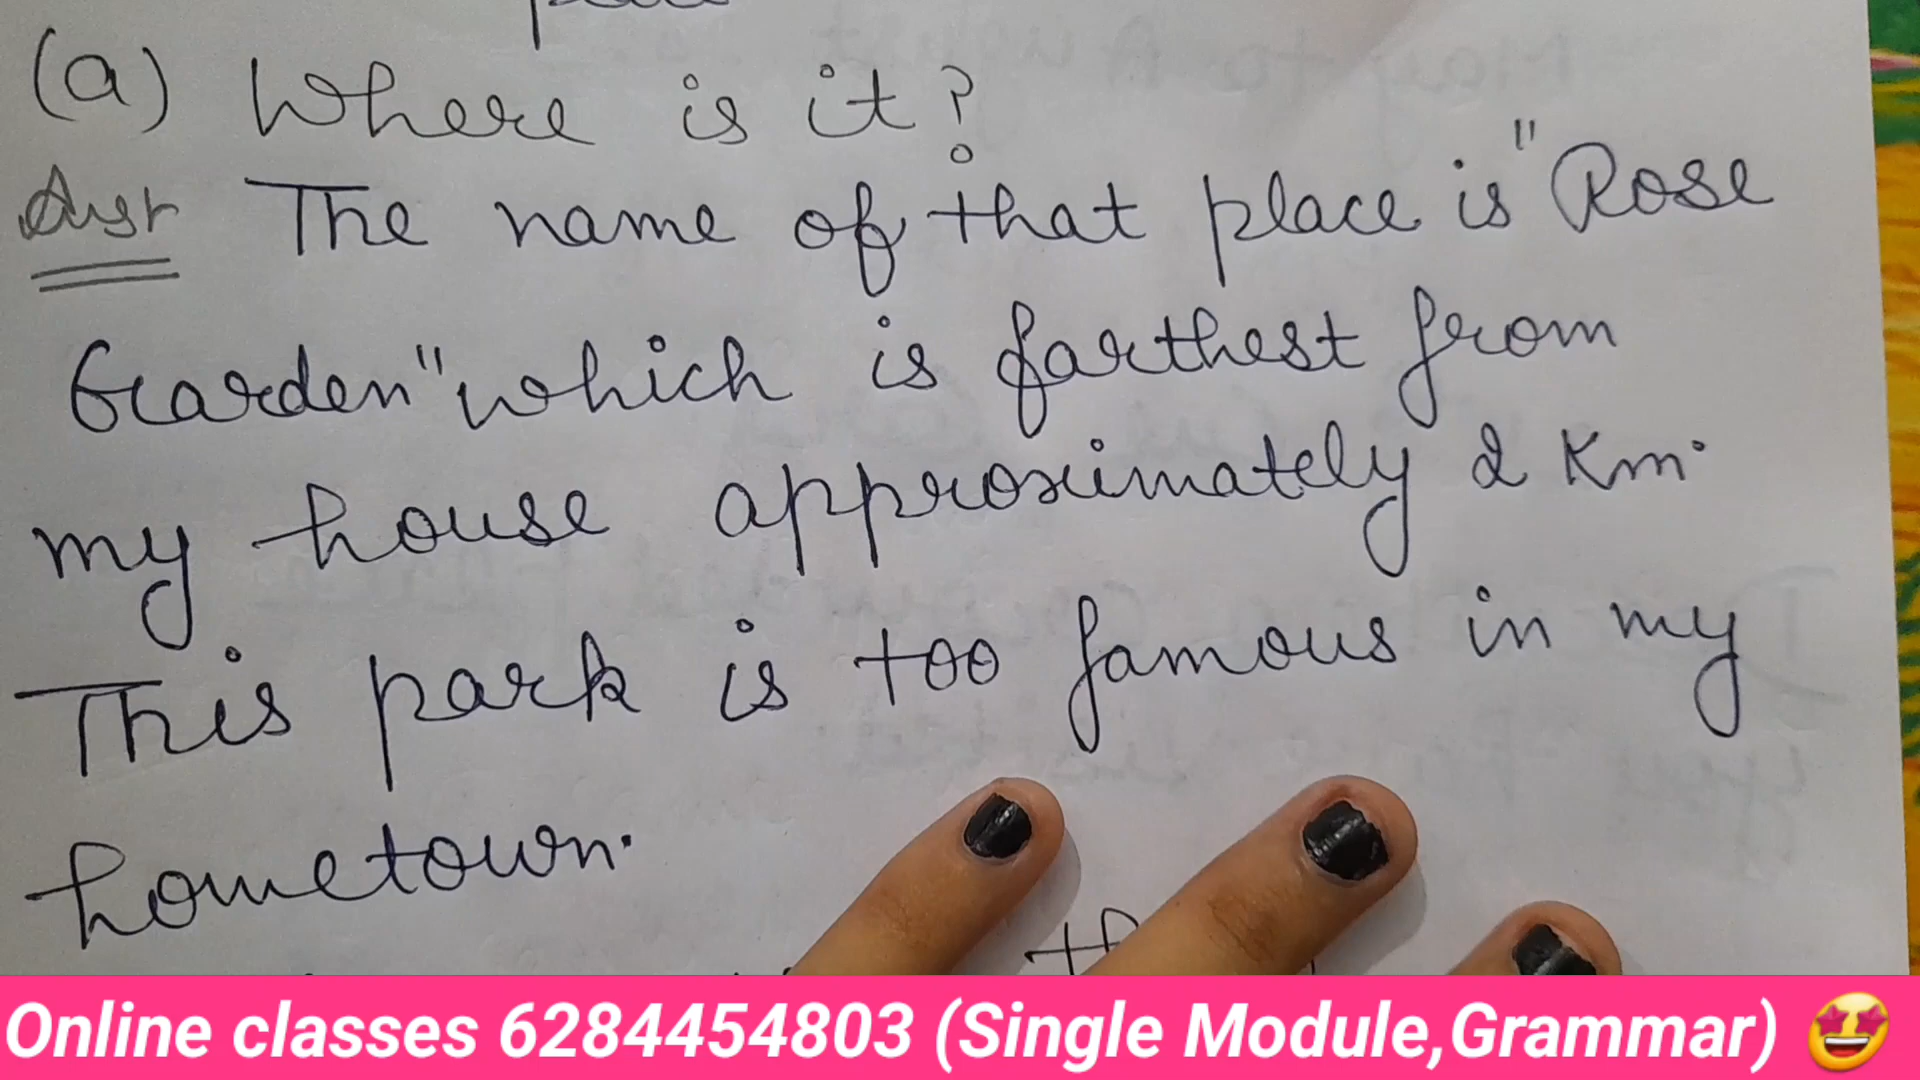 (a) Where is it?
Ans The name of that place is "Rose
Garden" which is farthest from
my house approximately 2 Km.
This park is too famous in my
hometown.
Online classes 6284454803 (Single Module,Grammar) 🤩